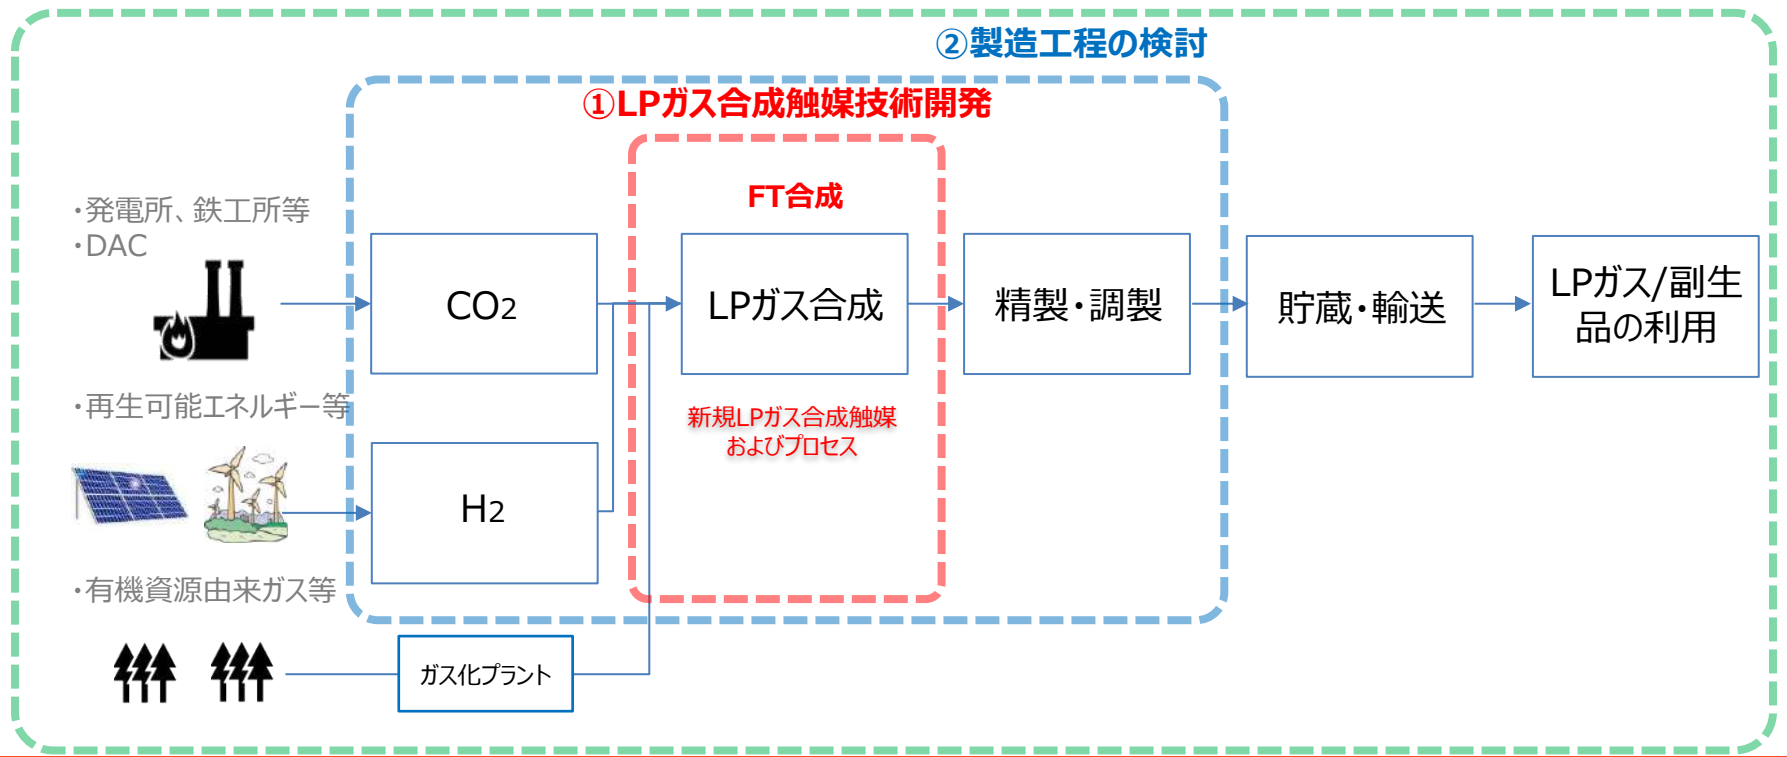 ②製造工程の検討
①LPガス合成触媒技術開発
FT合成
・発電所、鉄工所等
・DAC
CO2
LPガス合成
精製・調製
貯蔵・輸送
LPガス/副生
品の利用
・再生可能エネルギー等
新規LPガス合成触媒
およびプロセス
H2
・有機資源由来ガス等
ガス化プラント